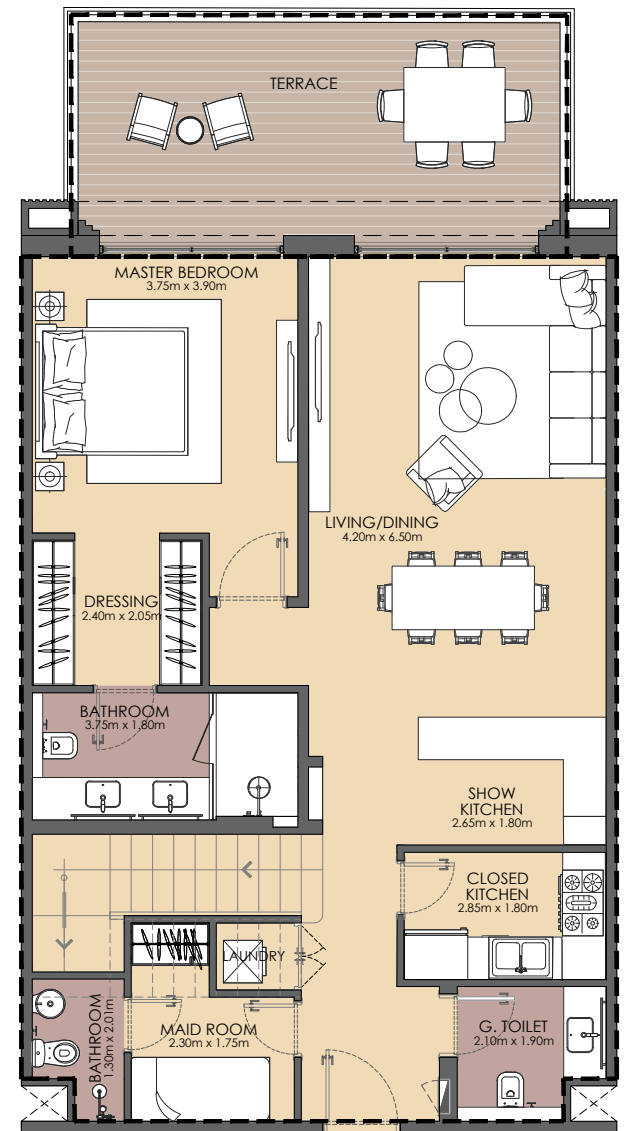 TERRACE
MASTER BEDROOM
3.75m x 3.90m
LIVING/DINING
4.20m x 6.50m
DRESSING
2.40m x 2.05m
BATHROOM
3.75m x 1.80m
SHOW
KITCHEN
2.65m x 1.80m
CLOSED
KITCHEN
2.85m x 1.80m
LAUNDRY
BATHROOM
1.30m x 2.01m
MAID ROOM
2.30m x 1.75m
G. TOILET
2.10m x 1.90m